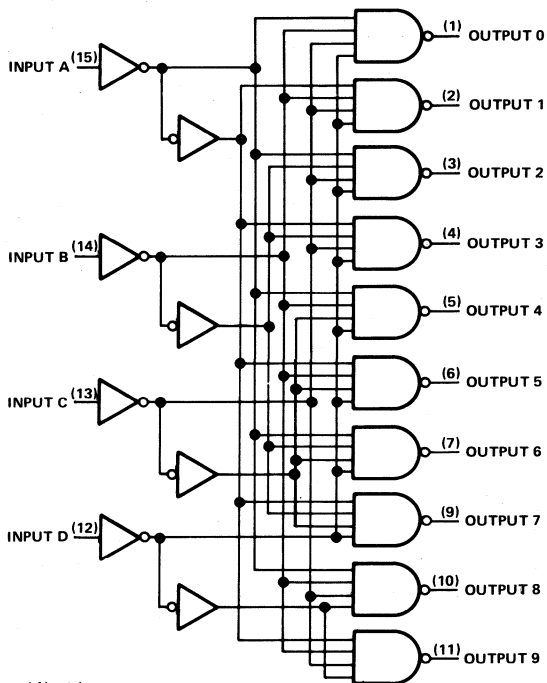 (1) OUTPUT 0
INPUT A (15)
(2) OUTPUT 1
(3) OUTPUT 2
(4) OUTPUT 3
INPUT B (14)
(5) OUTPUT 4
(6) OUTPUT 5
INPUT C (13)
(7) OUTPUT 6
(9) OUTPUT 7
INPUT D (12)
(10) OUTPUT 8
(11) OUTPUT 9